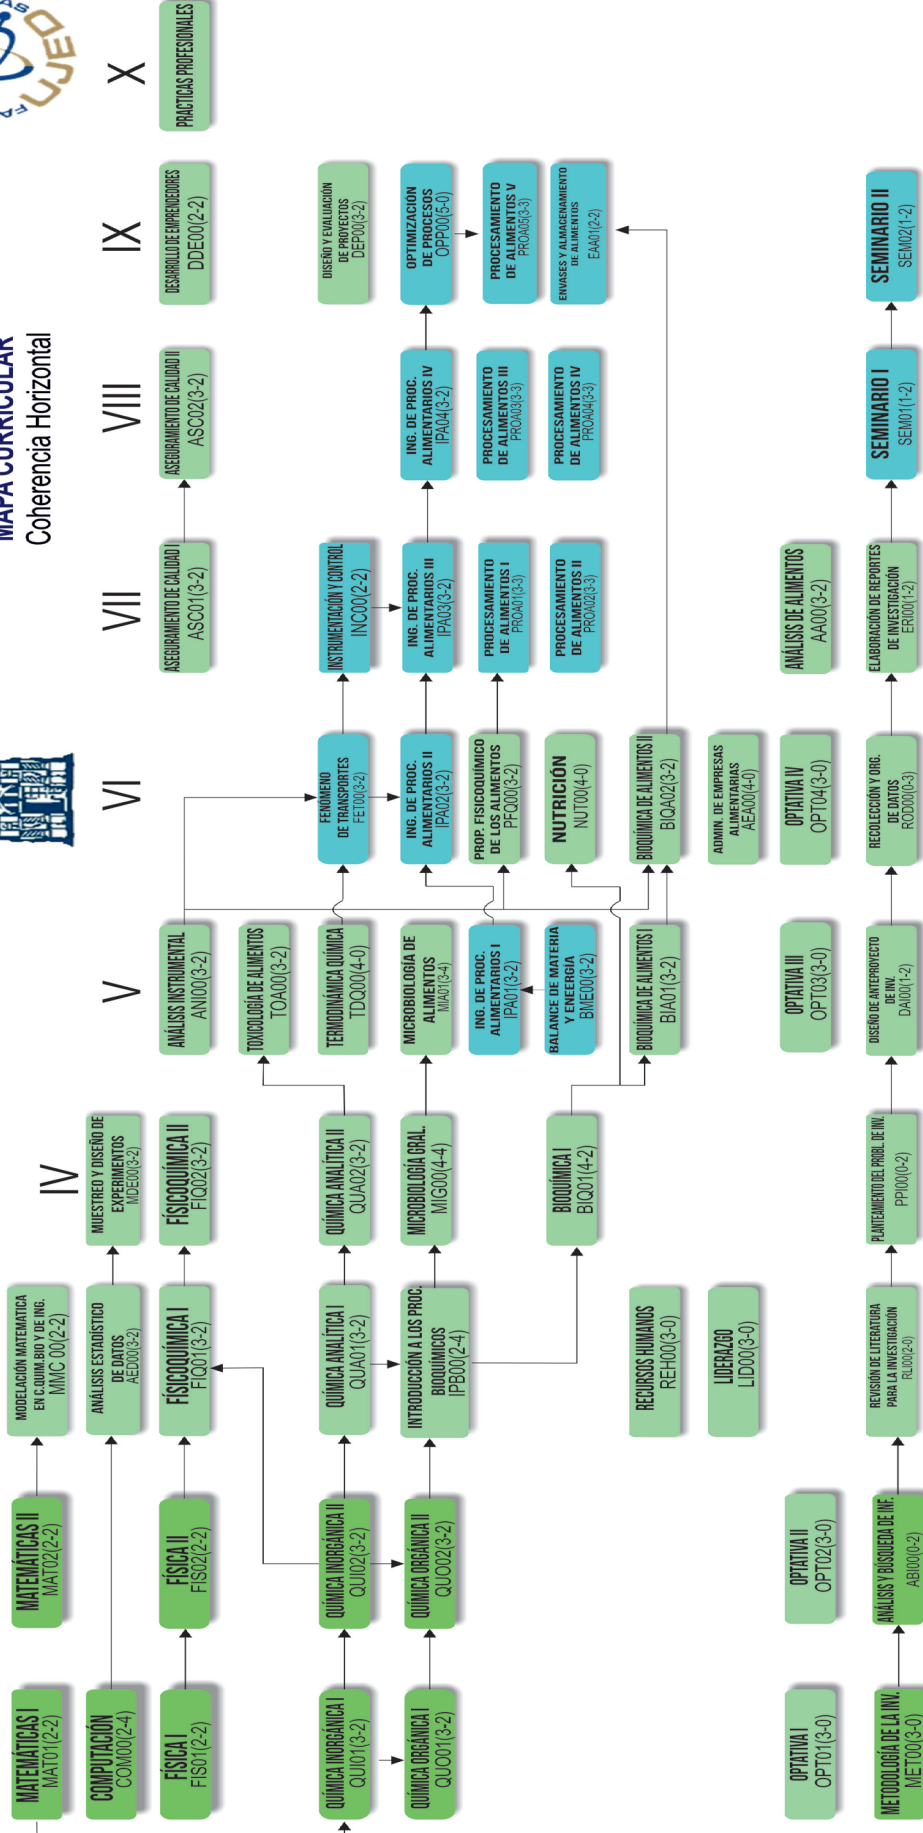 MAPA CURRICULAR
Coherencia Horizontal
UJED
IV
V
VI
VII
VIII
IX
X
MATEMÁTICAS I
MAT01(2-2)
COMPUTACIÓN
COM00(2-4)
FÍSICA I
FIS01(2-2)
QUÍMICA INORGÁNICA I
QUI01(3-2)
QUÍMICA ORGÁNICA I
QUO01(3-2)
OPTATIVA I
OPT01(3-0)
METODOLOGÍA DE LA INV.
MET00(3-0)
MATEMÁTICAS II
MAT02(2-2)
FÍSICA II
FIS02(2-2)
QUÍMICA INORGÁNICA II
QUI02(3-2)
QUÍMICA ORGÁNICA II
QUO02(3-2)
OPTATIVA II
OPT02(3-0)
ANÁLISIS Y BÚSQUEDA DE INF.
ABI00(0-2)
MODELACIÓN MATEMATICA
EN C.QUIM.BIO Y DE ING.
MMC 00(2-2)
ANÁLISIS ESTADÍSTICO
DE DATOS
AED00(3-2)
FÍSICOQUÍMICA I
FIQ01(3-2)
QUÍMICA ANALÍTICA I
QUA01(3-2)
INTRODUCCIÓN A LOS PROC.
BIOQUÍMICOS
IPB00(2-4)
RECURSOS HUMANOS
REH00(3-0)
LIDERAZGO
LID00(3-0)
REVISIÓN DE LITERATURA
PARA LA INVESTIGACIÓN
RLI00(2-0)
MUESTREO Y DISEÑO DE
EXPERIMENTOS
MDE00(3-2)
FÍSICOQUÍMICA II
FIQ02(3-2)
QUÍMICA ANALÍTICA II
QUA02(3-2)
MICROBIOLOGÍA GRAL.
MIG00(4-4)
BIOQUÍMICA I
BIQ01(4-2)
PLANTEAMIENTO DEL PROBL. DE INV.
PPI00(0-2)
ANÁLISIS INSTRUMENTAL
ANI00(3-2)
TOXICOLOGÍA DE ALIMENTOS
TOA00(3-2)
TERMODINÁMICA QUÍMICA
TDQ00(4-0)
MICROBIOLOGÍA DE
ALIMENTOS
MIA01(3-4)
ING. DE PROC.
ALIMENTARIOS I
IPA01(3-2)
BALANCE DE MATERIA
Y ENEERGÍA
BME00(3-2)
BIOQUÍMICA DE ALIMENTOS I
BIA01(3-2)
OPTATIVA III
OPT03(3-0)
DISEÑO DE ANTEPROYECTO
DE INV.
DAI00(1-2)
FENOMENO
DE TRANSPORTES
FET00(3-2)
ING. DE PROC.
ALIMENTARIOS II
IPA02(3-2)
PROP. FISICOQUÍMICO
DE LOS ALIMENTOS
PFQ00(3-2)
NUTRICIÓN
NUT00(4-0)
BIOQUÍMICA DE ALIMENTOS II
BIQA02(3-2)
ADMIN. DE EMPRESAS
ALIMENTARIAS
AEA00(4-0)
OPTATIVA IV
OPT04(3-0)
RECOLECCIÓN Y ORG.
DE DATOS
ROD00(0-3)
ASEGURAMIENTO DE CALIDAD I
ASC01(3-2)
INSTRUMENTACIÓN Y CONTROL
INC00(2-2)
ING. DE PROC.
ALIMENTARIOS III
IPA03(3-2)
PROCESAMIENTO
DE ALIMENTOS I
PROA01(3-3)
PROCESAMIENTO
DE ALIMENTOS II
PROA02(3-3)
ANÁLISIS DE ALIMENTOS
AA00(3-2)
ELABORACIÓN DE REPORTES
DE INVESTIGACIÓN
ERI00(1-2)
ASEGURAMIENTO DE CALIDAD II
ASC02(3-2)
ING. DE PROC.
ALIMENTARIOS IV
IPA04(3-2)
PROCESAMIENTO
DE ALIMENTOS III
PROA03(3-3)
PROCESAMIENTO
DE ALIMENTOS IV
PROA04(3-3)
SEMINARIO I
SEM01(1-2)
DESARROLLO DE EMPRENDEDORES
DDE00(2-2)
DISEÑO Y EVALUACIÓN
DE PROYECTOS
DEP00(3-2)
OPTIMIZACIÓN
DE PROCESOS
OPP00(5-0)
PROCESAMIENTO
DE ALIMENTOS V
PROA05(3-3)
ENVASES Y ALMACENAMIENTO
DE ALIMENTOS
EAA01(2-2)
SEMINARIO II
SEM02(1-2)
PRACTICAS PROFESIONALES